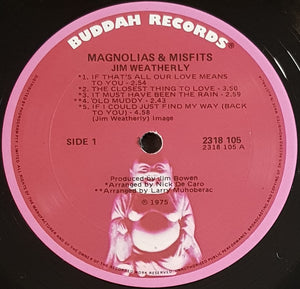 BUDDAH RECORDS®
MAGNOLIAS & MISFITS
JIM WEATHERLY
*1. IF THAT'S ALL OUR LOVE MEANS
TO YOU - 2.54
*2. THE CLOSEST THING TO LOVE - 3.50
*3. IT MUST HAVE BEEN THE RAIN - 2.59
**4. OLD MUDDY - 2.43
*5. IF I COULD JUST FIND MY WAY (BACK
TO YOU) - 4.58
(Jim Weatherly) Image
SIDE 1
2318 105
2318 105 A
Produced by Jim Bowen
*Arranged by Nick De Caro
**Arranged by Larry Muhoberac
℗ 1975